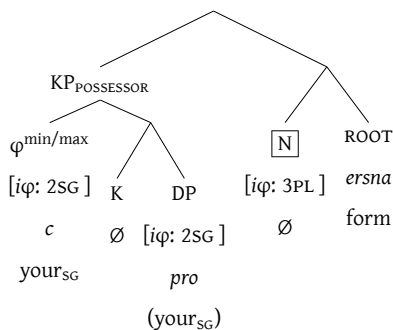 KP_POSSESSOR
φ^min/max N ROOT
[iφ: 2SG] K DP [iφ: 3PL] ersna
c Ø [iφ: 2SG] Ø form
your_SG pro
(your_SG)